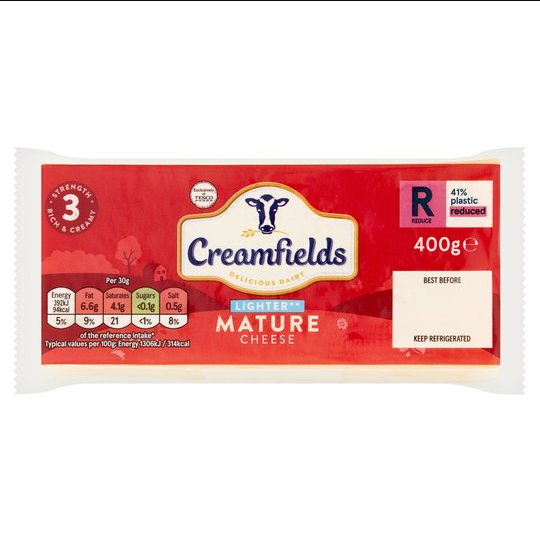 STRENGTH
3
RICH & CREAMY
Exclusively
at
TESCO
R
REDUCE
41%
plastic
reduced
400g℮
Creamfields
DELICIOUS DAIRY
LIGHTER**
MATURE
CHEESE
BEST BEFORE
KEEP REFRIGERATED
Per 30g
Energy Fat Saturates Sugars Salt
392kJ
94kcal 6.6g 4.1g <0.1g 0.5g
5% 9% 21 <1% 8%
of the reference intake*
Typical values per 100g: Energy 1306kJ / 314kcal